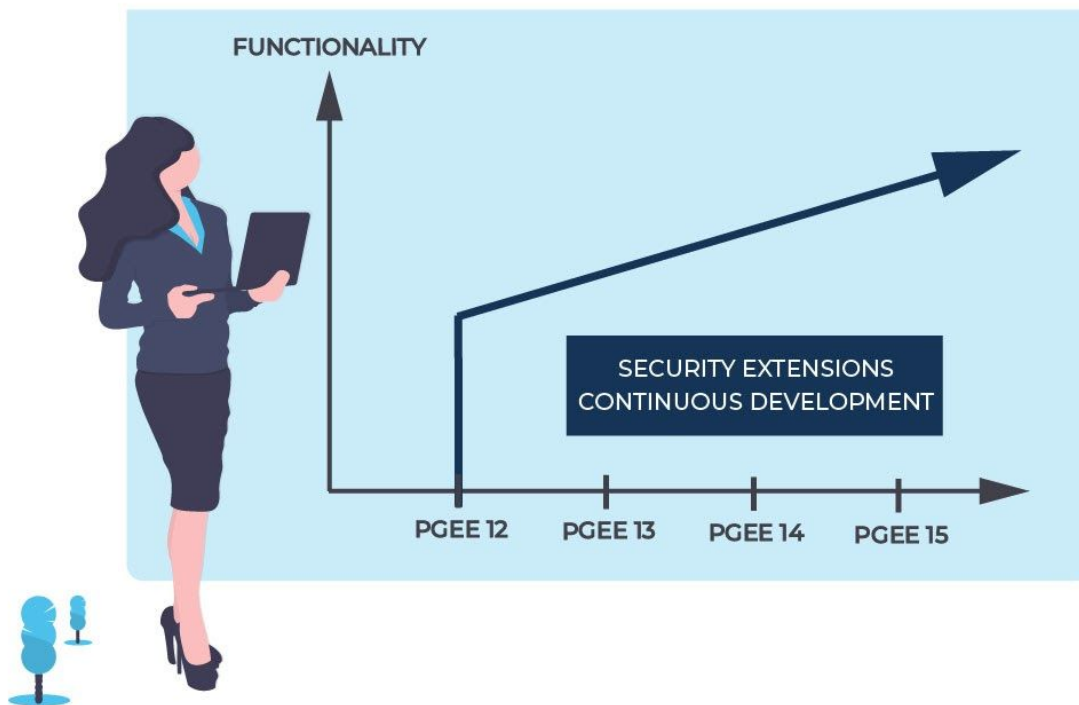 FUNCTIONALITY
SECURITY EXTENSIONS
CONTINUOUS DEVELOPMENT
PGEE 12
PGEE 13
PGEE 14
PGEE 15